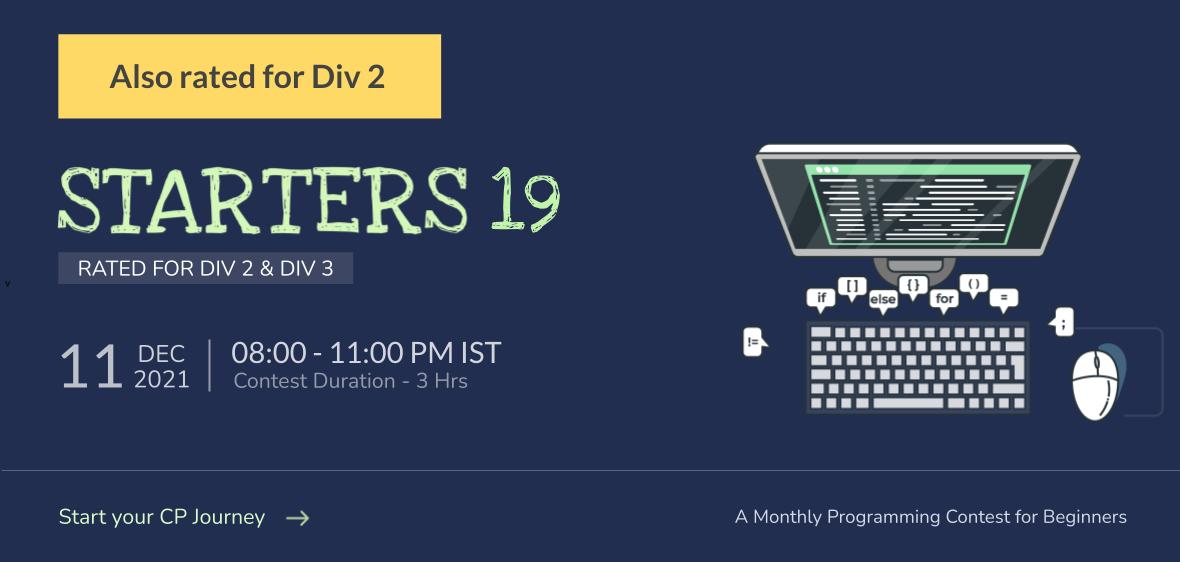 Also rated for Div 2
STARTERS 19
RATED FOR DIV 2 & DIV 3
v
11 DEC 2021
08:00 - 11:00 PM IST
Contest Duration - 3 Hrs
if
[ ]
else
{ }
for
( )
=
!=
;
Start your CP Journey →
A Monthly Programming Contest for Beginners